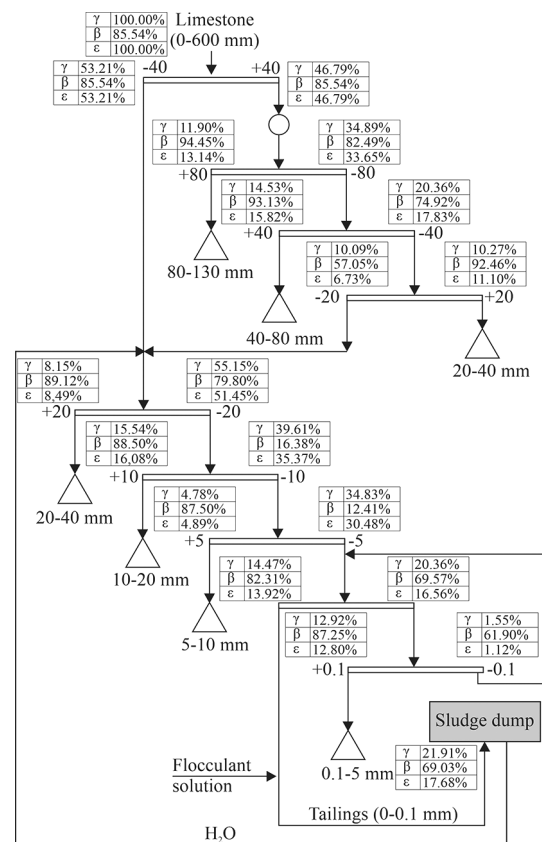 γ 100.00%
β 85.54%
ε 100.00%
Limestone
(0-600 mm)
γ 53.21%
β 85.54%
ε 53.21%
-40
+40
γ 46.79%
β 85.54%
ε 46.79%
γ 11.90%
β 94.45%
ε 13.14%
γ 34.89%
β 82.49%
ε 33.65%
+80
-80
γ 14.53%
β 93.13%
ε 15.82%
γ 20.36%
β 74.92%
ε 17.83%
80-130 mm
+40
-40
γ 10.09%
β 57.05%
ε 6.73%
γ 10.27%
β 92.46%
ε 11.10%
-20
+20
40-80 mm
20-40 mm
γ 8.15%
β 89.12%
ε 8,49%
γ 55.15%
β 79.80%
ε 51.45%
+20
-20
γ 15.54%
β 88.50%
ε 16,08%
γ 39.61%
β 16.38%
ε 35.37%
+10
-10
20-40 mm
γ 4.78%
β 87.50%
ε 4.89%
γ 34.83%
β 12.41%
ε 30.48%
+5
-5
10-20 mm
γ 14.47%
β 82.31%
ε 13.92%
γ 20.36%
β 69.57%
ε 16.56%
5-10 mm
γ 12.92%
β 87.25%
ε 12.80%
γ 1.55%
β 61.90%
ε 1.12%
+0.1
-0.1
Sludge dump
0.1-5 mm
γ 21.91%
β 69.03%
ε 17.68%
Flocculant
solution
Tailings (0-0.1 mm)
H₂O